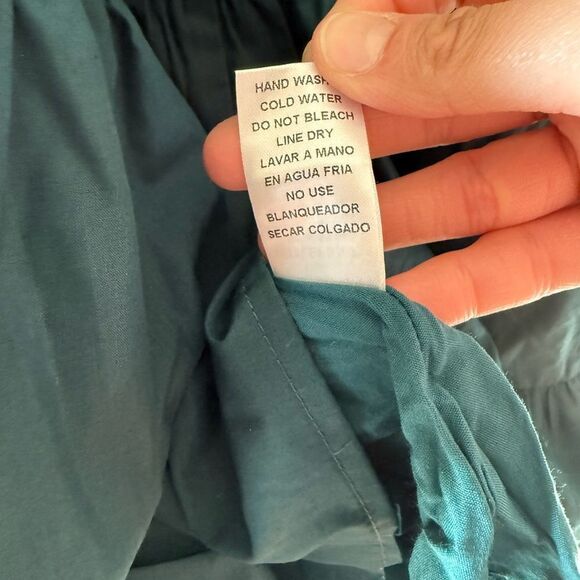 HAND WASH
COLD WATER
DO NOT BLEACH
LINE DRY
LAVAR A MANO
EN AGUA FRIA
NO USE
BLANQUEADOR
SECAR COLGADO